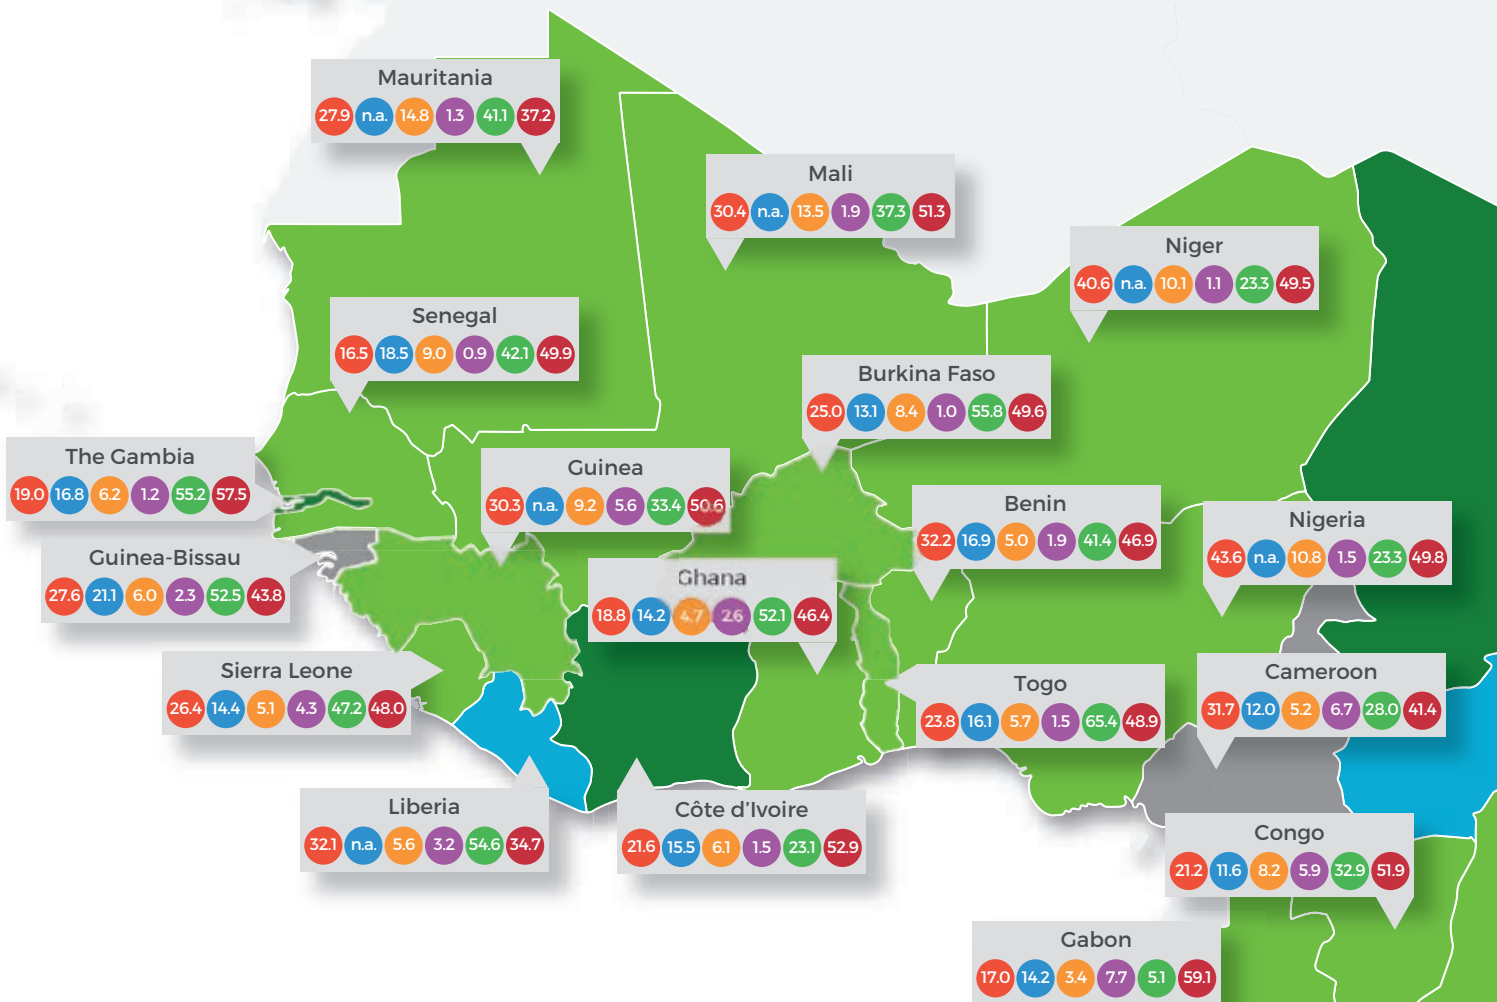 Mauritania
27.9 n.a. 14.8 1.3 41.1 37.2
Mali
30.4 n.a. 13.5 1.9 37.3 51.3
Niger
40.6 n.a. 10.1 1.1 23.3 49.5
Senegal
16.5 18.5 9.0 0.9 42.1 49.9
Burkina Faso
25.0 13.1 8.4 1.0 55.8 49.6
The Gambia
19.0 16.8 6.2 1.2 55.2 57.5
Guinea
30.3 n.a. 9.2 5.6 33.4 50.6
Benin
32.2 16.9 5.0 1.9 41.4 46.9
Nigeria
43.6 n.a. 10.8 1.5 23.3 49.8
Guinea-Bissau
27.6 21.1 6.0 2.3 52.5 43.8
Ghana
18.8 14.2 4.7 2.6 52.1 46.4
Sierra Leone
26.4 14.4 5.1 4.3 47.2 48.0
Togo
23.8 16.1 5.7 1.5 65.4 48.9
Cameroon
31.7 12.0 5.2 6.7 28.0 41.4
Liberia
32.1 n.a. 5.6 3.2 54.6 34.7
Côte d'Ivoire
21.6 15.5 6.1 1.5 23.1 52.9
Congo
21.2 11.6 8.2 5.9 32.9 51.9
Gabon
17.0 14.2 3.4 7.7 5.1 59.1